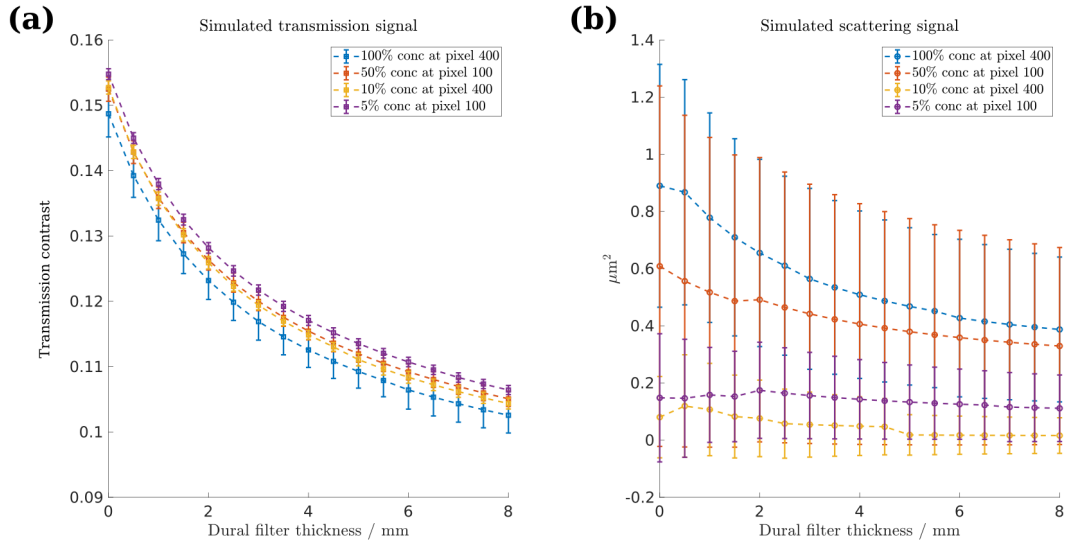 (a)
Simulated transmission signal
100% conc at pixel 400
50% conc at pixel 100
10% conc at pixel 400
5% conc at pixel 100
Transmission contrast
0.16
0.15
0.14
0.13
0.12
0.11
0.1
0.09
0 2 4 6 8
Dural filter thickness / mm
(b)
Simulated scattering signal
100% conc at pixel 400
50% conc at pixel 100
10% conc at pixel 400
5% conc at pixel 100
μm²
1.4
1.2
1
0.8
0.6
0.4
0.2
0
-0.2
0 2 4 6 8
Dural filter thickness / mm